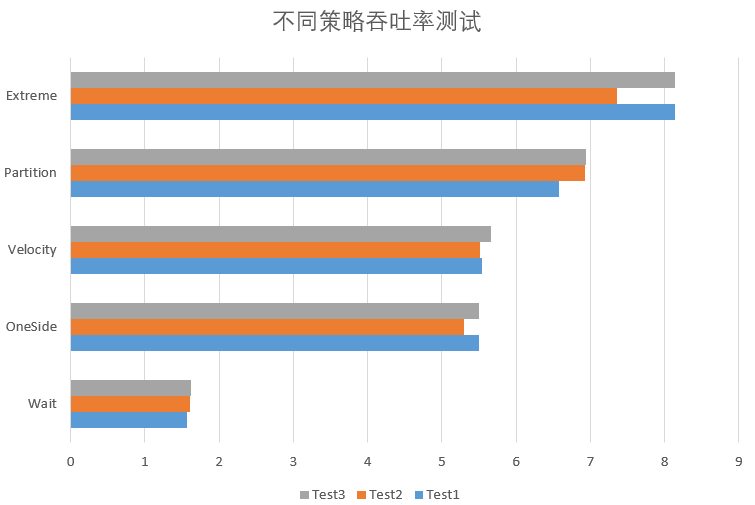 不同策略吞吐率测试
Extreme
Partition
Velocity
OneSide
Wait
0 1 2 3 4 5 6 7 8 9
Test3 Test2 Test1